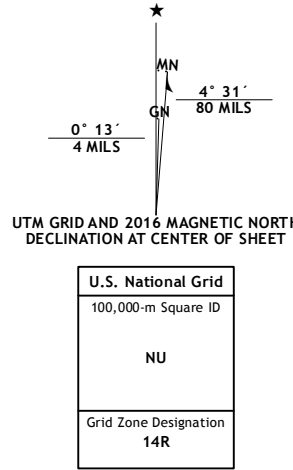 ★
MN
GN
4° 31´
80 MILS
0° 13´
4 MILS
UTM GRID AND 2016 MAGNETIC NORTH
DECLINATION AT CENTER OF SHEET
U.S. National Grid
100,000-m Square ID
NU
Grid Zone Designation
14R